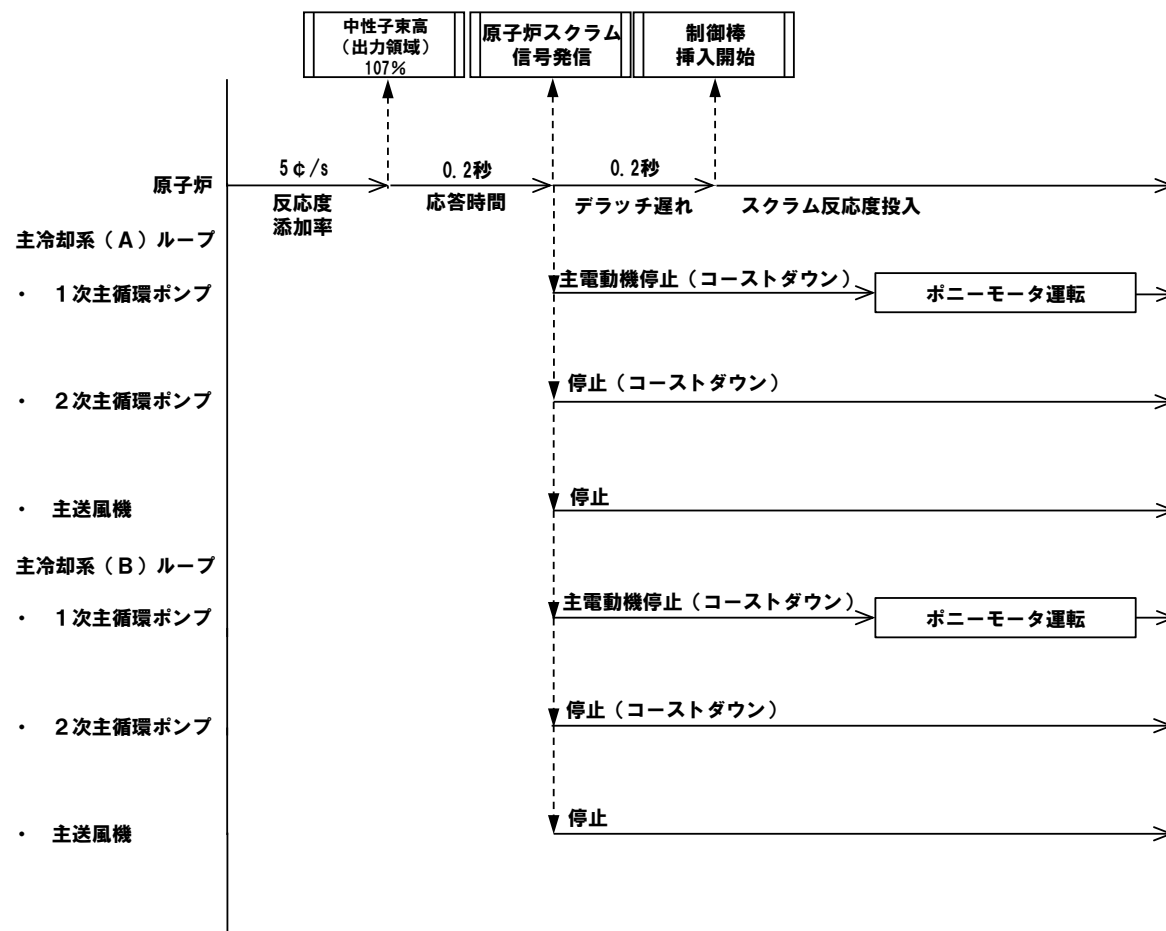 中性子束高
（出力領域）
107％
原子炉スクラム
信号発信
制御棒
挿入開始
原子炉
5￠/s
反応度
添加率
0.2秒
応答時間
0.2秒
デラッチ遅れ
スクラム反応度投入
主冷却系（A）ループ
・ 1次主循環ポンプ
主電動機停止（コーストダウン）
ポニーモータ運転
・ 2次主循環ポンプ
停止（コーストダウン）
・ 主送風機
停止
主冷却系（B）ループ
・ 1次主循環ポンプ
主電動機停止（コーストダウン）
ポニーモータ運転
・ 2次主循環ポンプ
停止（コーストダウン）
・ 主送風機
停止